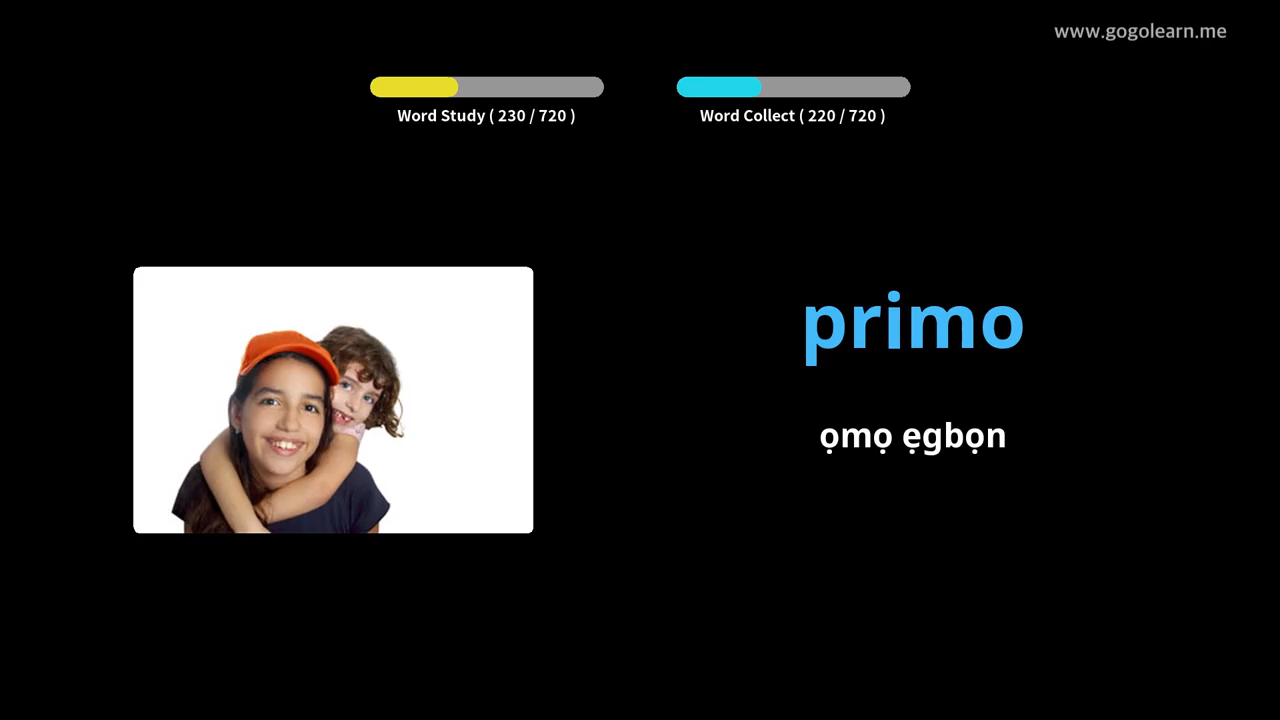 www.gogolearn.me
Word Study ( 230 / 720 )
Word Collect ( 220 / 720 )
primo
ọmọ ẹgbọn